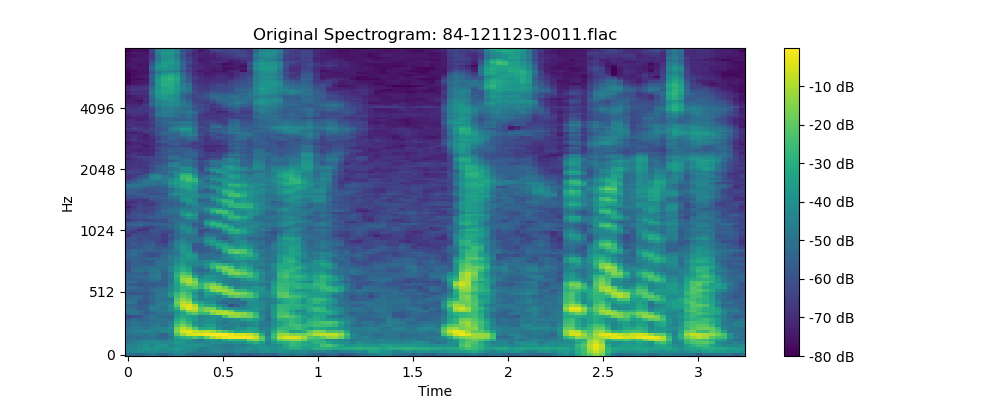 Original Spectrogram: 84-121123-0011.flac
Hz
4096
2048
1024
512
0
0
0.5
1
1.5
2
2.5
3
Time
-10 dB
-20 dB
-30 dB
-40 dB
-50 dB
-60 dB
-70 dB
-80 dB